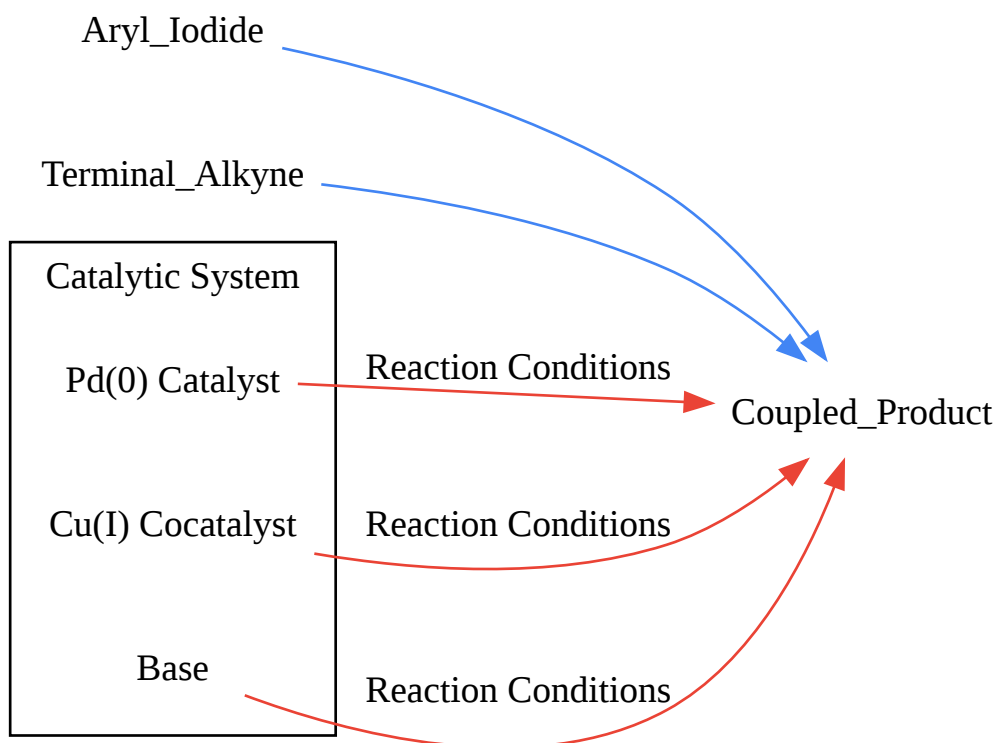 Aryl_Iodide
Terminal_Alkyne
Catalytic System
Pd(0) Catalyst
Reaction Conditions
Coupled_Product
Cu(I) Cocatalyst
Reaction Conditions
Base
Reaction Conditions